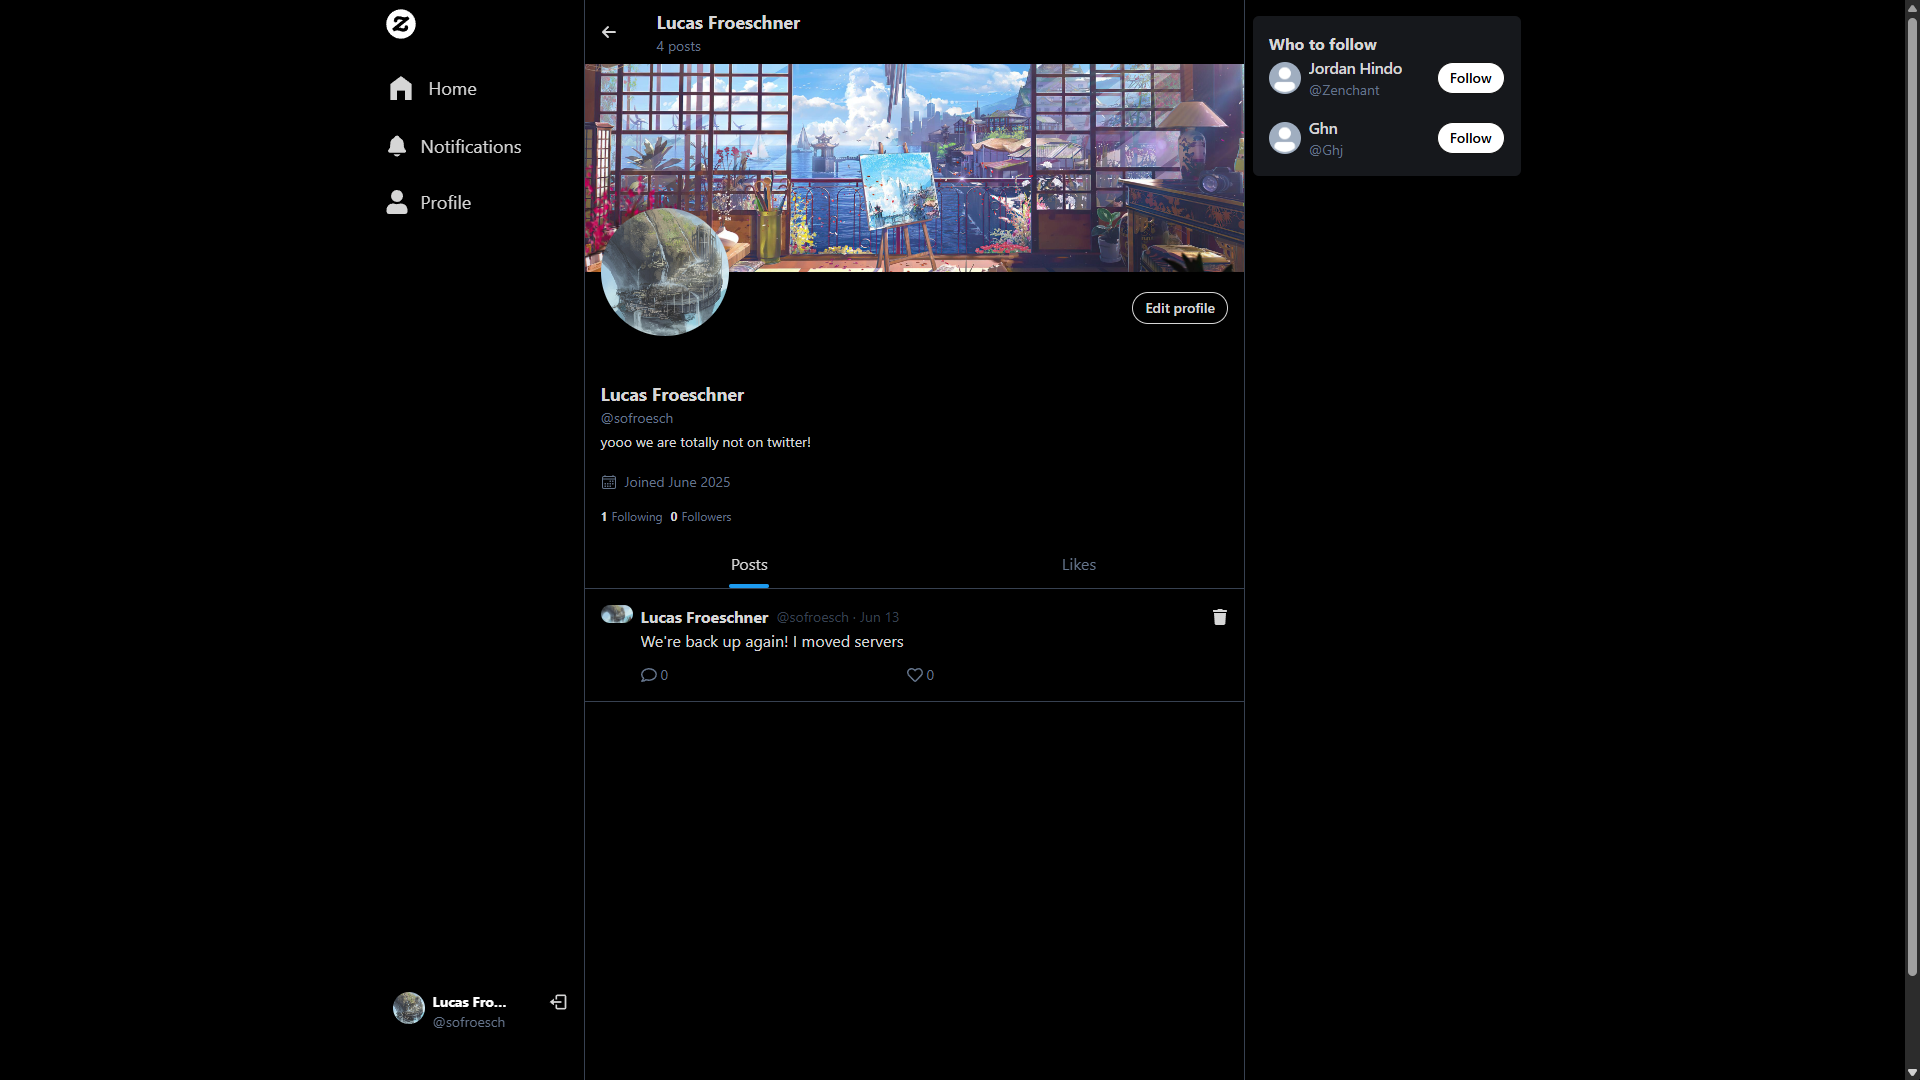 Z
Home
Notifications
Profile
Lucas Fro...
@sofroesch
Lucas Froeschner
4 posts
Edit profile
Lucas Froeschner
@sofroesch
yooo we are totally not on twitter!
Joined June 2025
1 Following 0 Followers
Posts Likes
Lucas Froeschner @sofroesch · Jun 13
We're back up again! I moved servers
0 0
Who to follow
Jordan Hindo
@Zenchant
Follow
Ghn
@Ghj
Follow